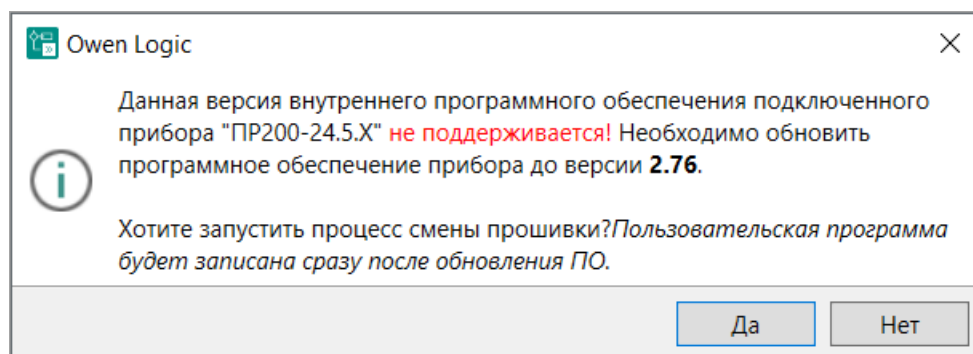 Owen Logic
Данная версия внутреннего программного обеспечения подключенного
прибора "ПР200-24.5.X" не поддерживается! Необходимо обновить
программное обеспечение прибора до версии 2.76.
Хотите запустить процесс смены прошивки?Пользовательская программа
будет записана сразу после обновления ПО.
Да
Нет